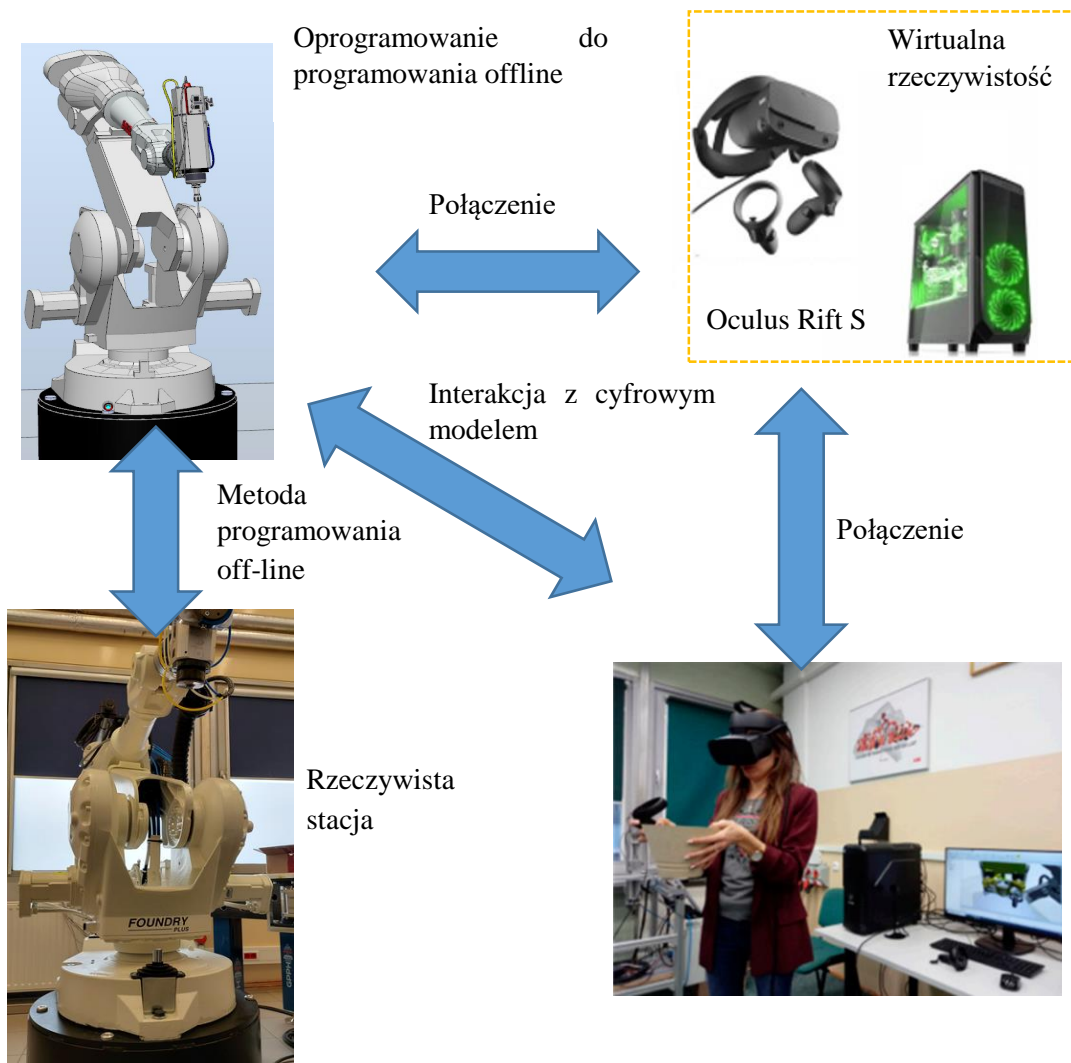 Oprogramowanie do
programowania offline
Wirtualna
rzeczywistość
Połączenie
Oculus Rift S
Interakcja z cyfrowym
modelem
Metoda
programowania
off-line
Połączenie
Rzeczywista
stacja
FOUNDRY
PLUS